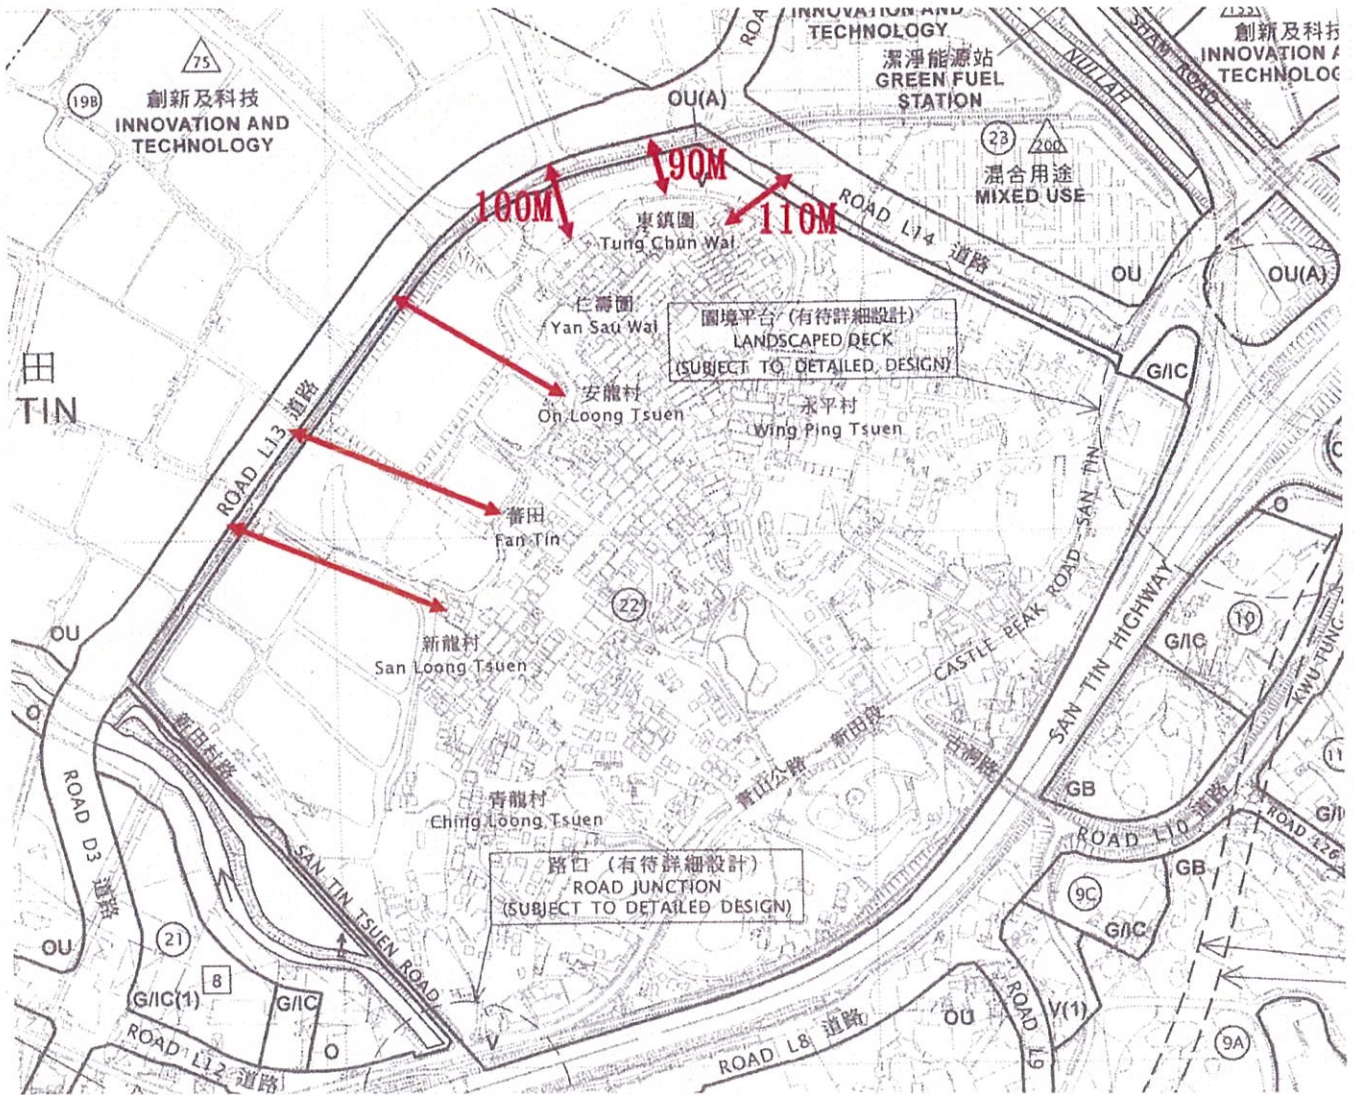 INNOVATION AND
TECHNOLOGY
133
SHAM ROAD
創新及科技
INNOVATION A
TECHNOLOG
ROA
75
19B
創新及科技
INNOVATION AND
TECHNOLOGY
潔淨能源站
GREEN FUEL
STATION
NULLAH
OU(A)
23
200
混合用途
MIXED USE
90M
100M
110M
東鎮圍
Tung Chun Wai
ROAD L14 道路
OU
OU(A)
仁壽圍
Yan Sau Wai
園境平台 (有待詳細設計)
LANDSCAPED DECK
(SUBJECT TO DETAILED DESIGN)
G/IC
田
TIN
安龍村
On Loong Tsuen
永平村
Wing Ping Tsuen
ROAD L13 道路
蕃田
Fan Tin
O
22
10
G/IC
KWU TUNG
OU
新龍村
San Loong Tsuen
CASTLE PEAK ROAD - SAN TIN
SAN TIN HIGHWAY
O
新田村路
青山公路 - 新田段
古洞路
GB
11
G/I
ROAD D3 道路
青龍村
Ching Loong Tsuen
ROAD L10 道路
ROAD L26
SAN TIN TSUEN ROAD
路口 (有待詳細設計)
ROAD JUNCTION
(SUBJECT TO DETAILED DESIGN)
GB
9C
G/IC
OU
21
8
G/IC(1)
G/IC
O
V
ROAD L12 道路
ROAD L8 道路
OU
ROAD L9
V(1)
9A